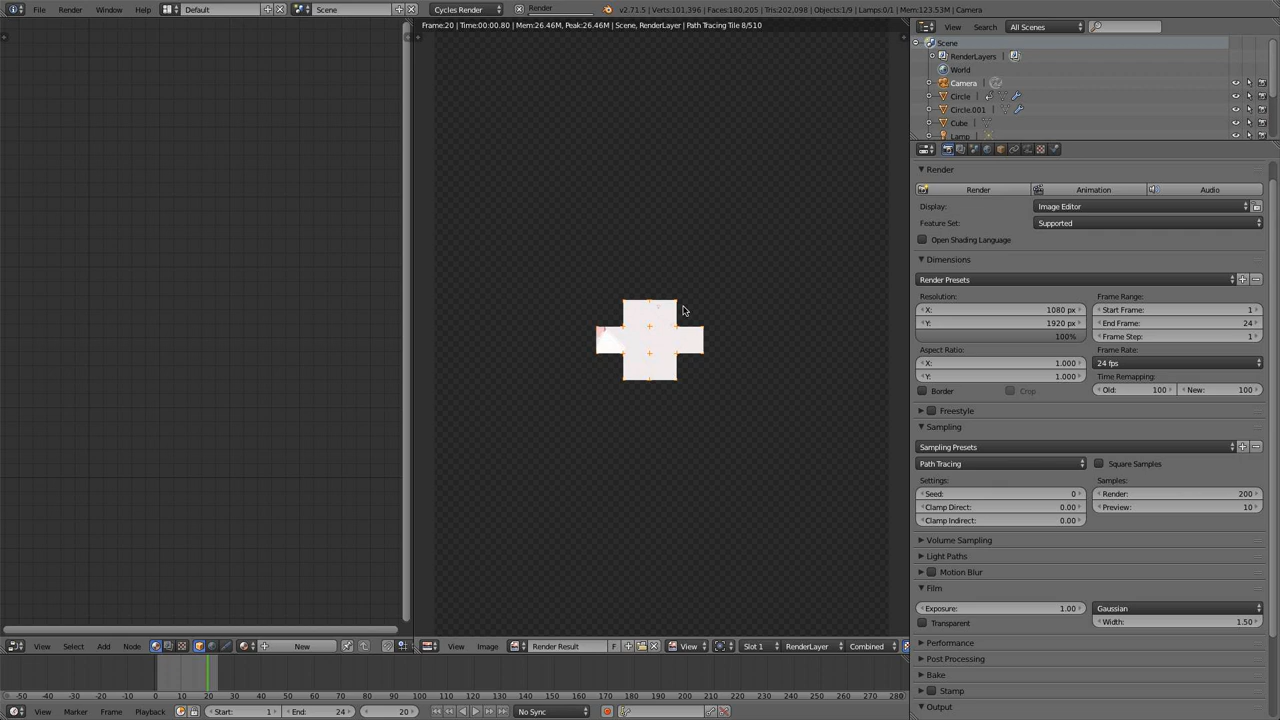 File Render Window Help Default Scene Cycles Render Render v2.71.5 | Verts:101,396 | Faces:180,205 | Tris:202,098 | Objects:1/9 | Lamps:0/1 | Mem:123.53M | Camera
Frame:20 | Time:00:00.80 | Mem:26.46M, Peak:26.46M | Scene, RenderLayer | Path Tracing Tile 8/510
View Search All Scenes
Scene
RenderLayers |
World
Camera |
Circle |
Circle.001 |
Cube |
Lamp |
Render
Render Animation Audio
Display: Image Editor
Feature Set: Supported
Open Shading Language
Dimensions
Render Presets
Resolution: Frame Range:
X: 1080 px Start Frame: 1
Y: 1920 px End Frame: 24
100% Frame Step: 1
Aspect Ratio: Frame Rate:
X: 1.000 24 fps
Y: 1.000 Time Remapping:
Border Crop Old: 100 New: 100
Freestyle
Sampling
Sampling Presets
Path Tracing Square Samples
Settings: Samples:
Seed: 0 Render: 200
Clamp Direct: 0.00 Preview: 10
Clamp Indirect: 0.00
Volume Sampling
Light Paths
Motion Blur
Film
Exposure: 1.00 Gaussian
Transparent Width: 1.50
Performance
Post Processing
Bake
Stamp
Output
View Select Add Node New View Image Render Result F View Slot 1 RenderLayer Combined
-50 -40 -30 -20 -10 0 10 20 30 40 50 60 70 80 90 100 110 120 130 140 150 160 170 180 190 200 210 220 230 240 250 260 270 280
View Marker Frame Playback Start: 1 End: 24 20 No Sync